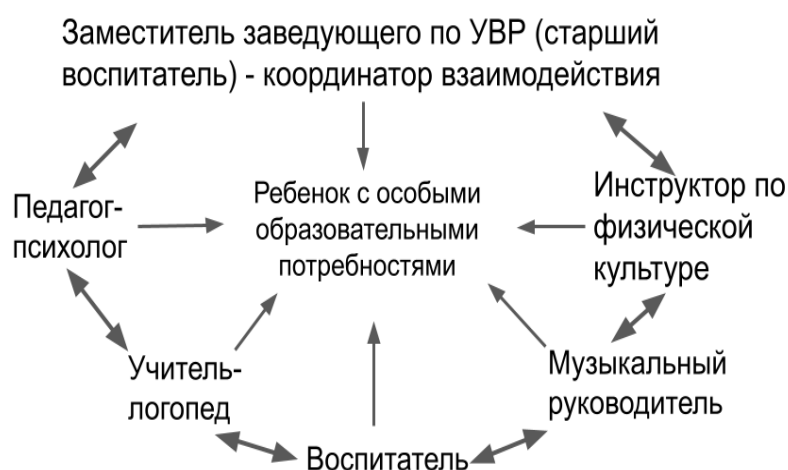 Заместитель заведующего по УВР (старший
воспитатель) - координатор взаимодействия
Педагог-
психолог
Ребенок с особыми
образовательными
потребностями
Инструктор по
физической
культуре
Учитель-
логопед
Музыкальный
руководитель
Воспитатель